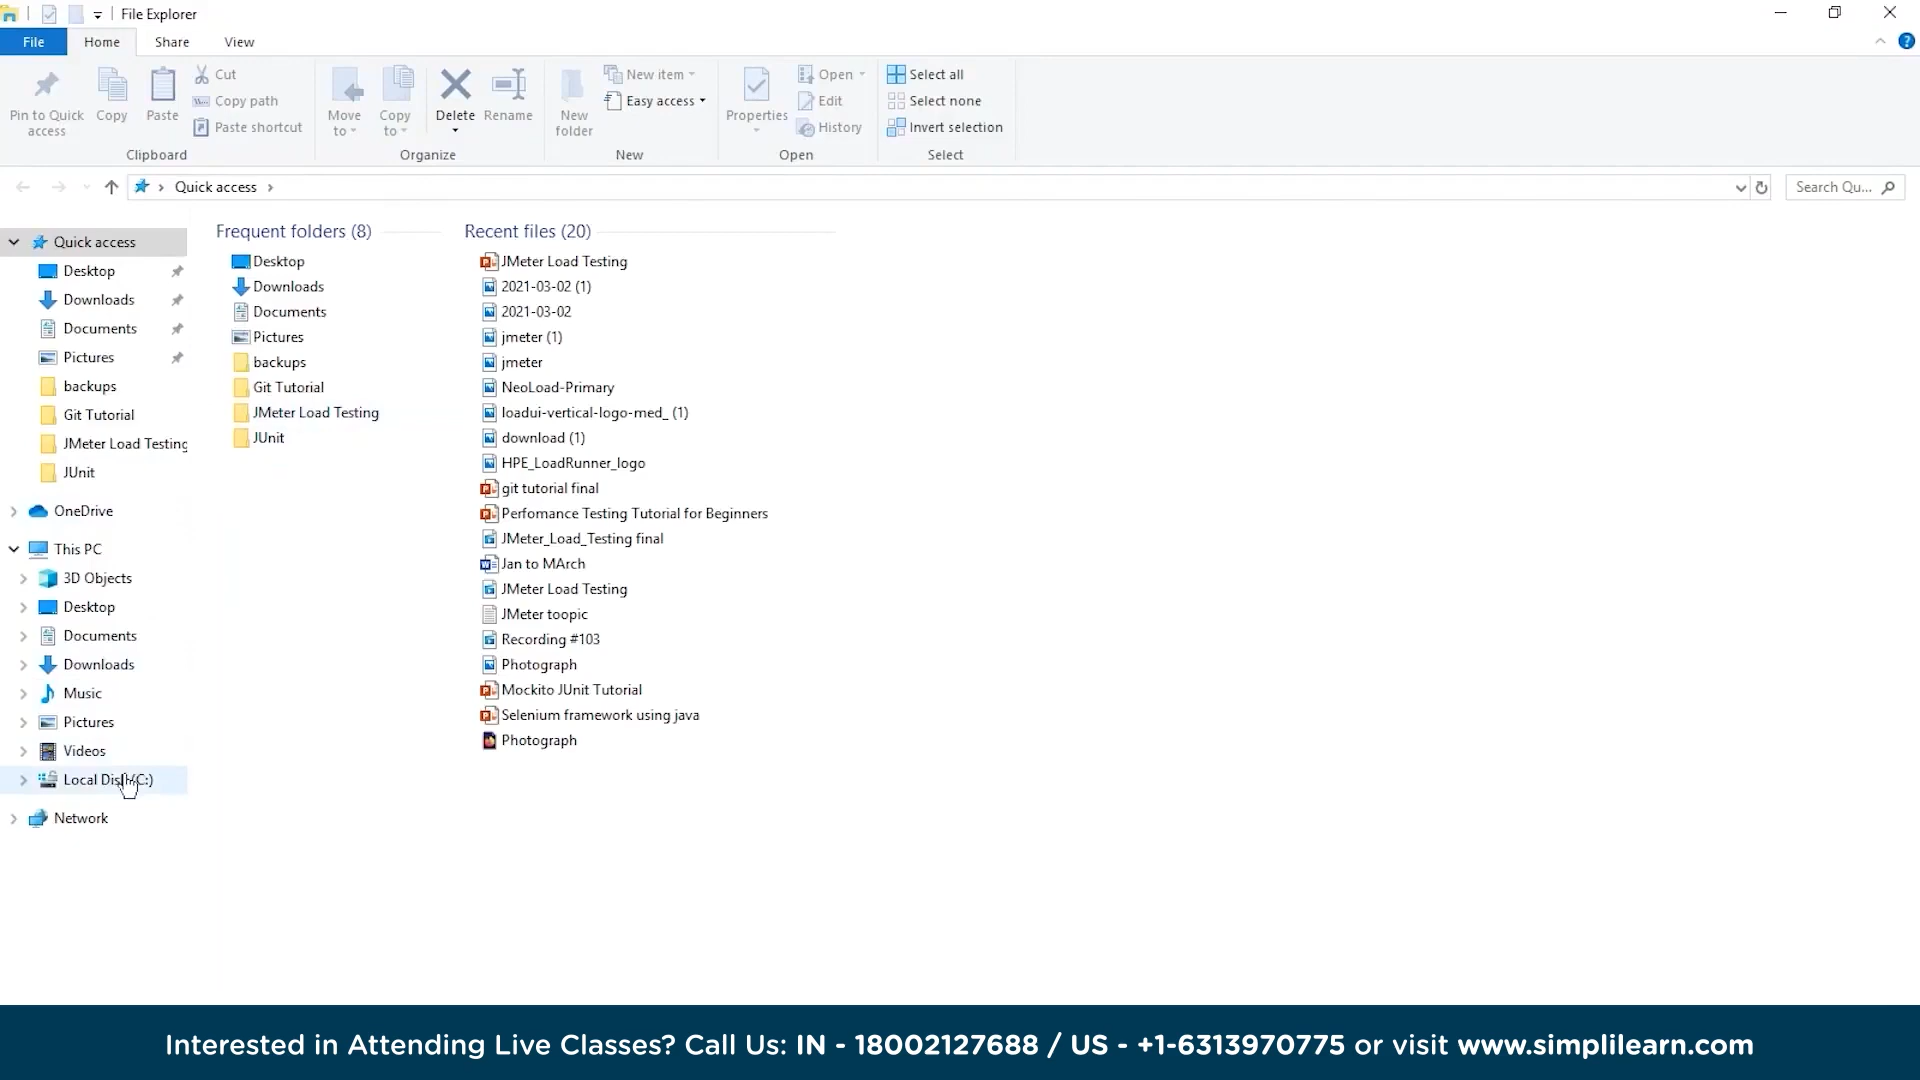 File Explorer
File
Home
Share
View
Pin to Quick access
Copy
Paste
Cut
Copy path
Paste shortcut
Clipboard
Move to
Copy to
Delete
Rename
Organize
New folder
New item
Easy access
New
Properties
Open
Edit
History
Open
Select all
Select none
Invert selection
Select
Quick access
Search Qu...
Quick access
Desktop
Downloads
Documents
Pictures
backups
Git Tutorial
JMeter Load Testing
JUnit
OneDrive
This PC
3D Objects
Desktop
Documents
Downloads
Music
Pictures
Videos
Local Disk (C:)
Network
Frequent folders (8)
Desktop
Downloads
Documents
Pictures
backups
Git Tutorial
JMeter Load Testing
JUnit
Recent files (20)
JMeter Load Testing
2021-03-02 (1)
2021-03-02
jmeter (1)
jmeter
NeoLoad-Primary
loadui-vertical-logo-med_ (1)
download (1)
HPE_LoadRunner_logo
git tutorial final
Perfomance Testing Tutorial for Beginners
JMeter_Load_Testing final
Jan to MArch
JMeter Load Testing
JMeter toopic
Recording #103
Photograph
Mockito JUnit Tutorial
Selenium framework using java
Photograph
Interested in Attending Live Classes? Call Us: IN - 18002127688 / US - +1-6313970775 or visit www.simplilearn.com